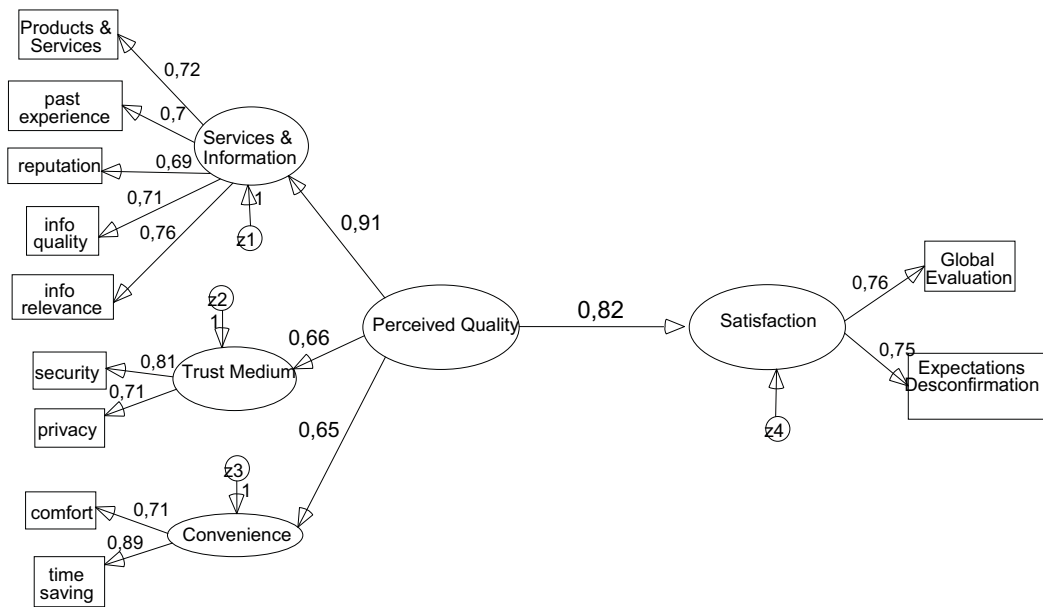 Products &
Services
0,72
past
experience
0,7
Services &
Information
reputation
0,69
0,71
info
quality
0,76
1
z1
0,91
info
relevance
z2
1
0,66
Perceived Quality
0,82
Satisfaction
0,76
Global
Evaluation
0,75
Expectations
Desconfirmation
z4
security
0,81
Trust Medium
0,71
privacy
0,65
z3
1
comfort
0,71
Convenience
0,89
time
saving